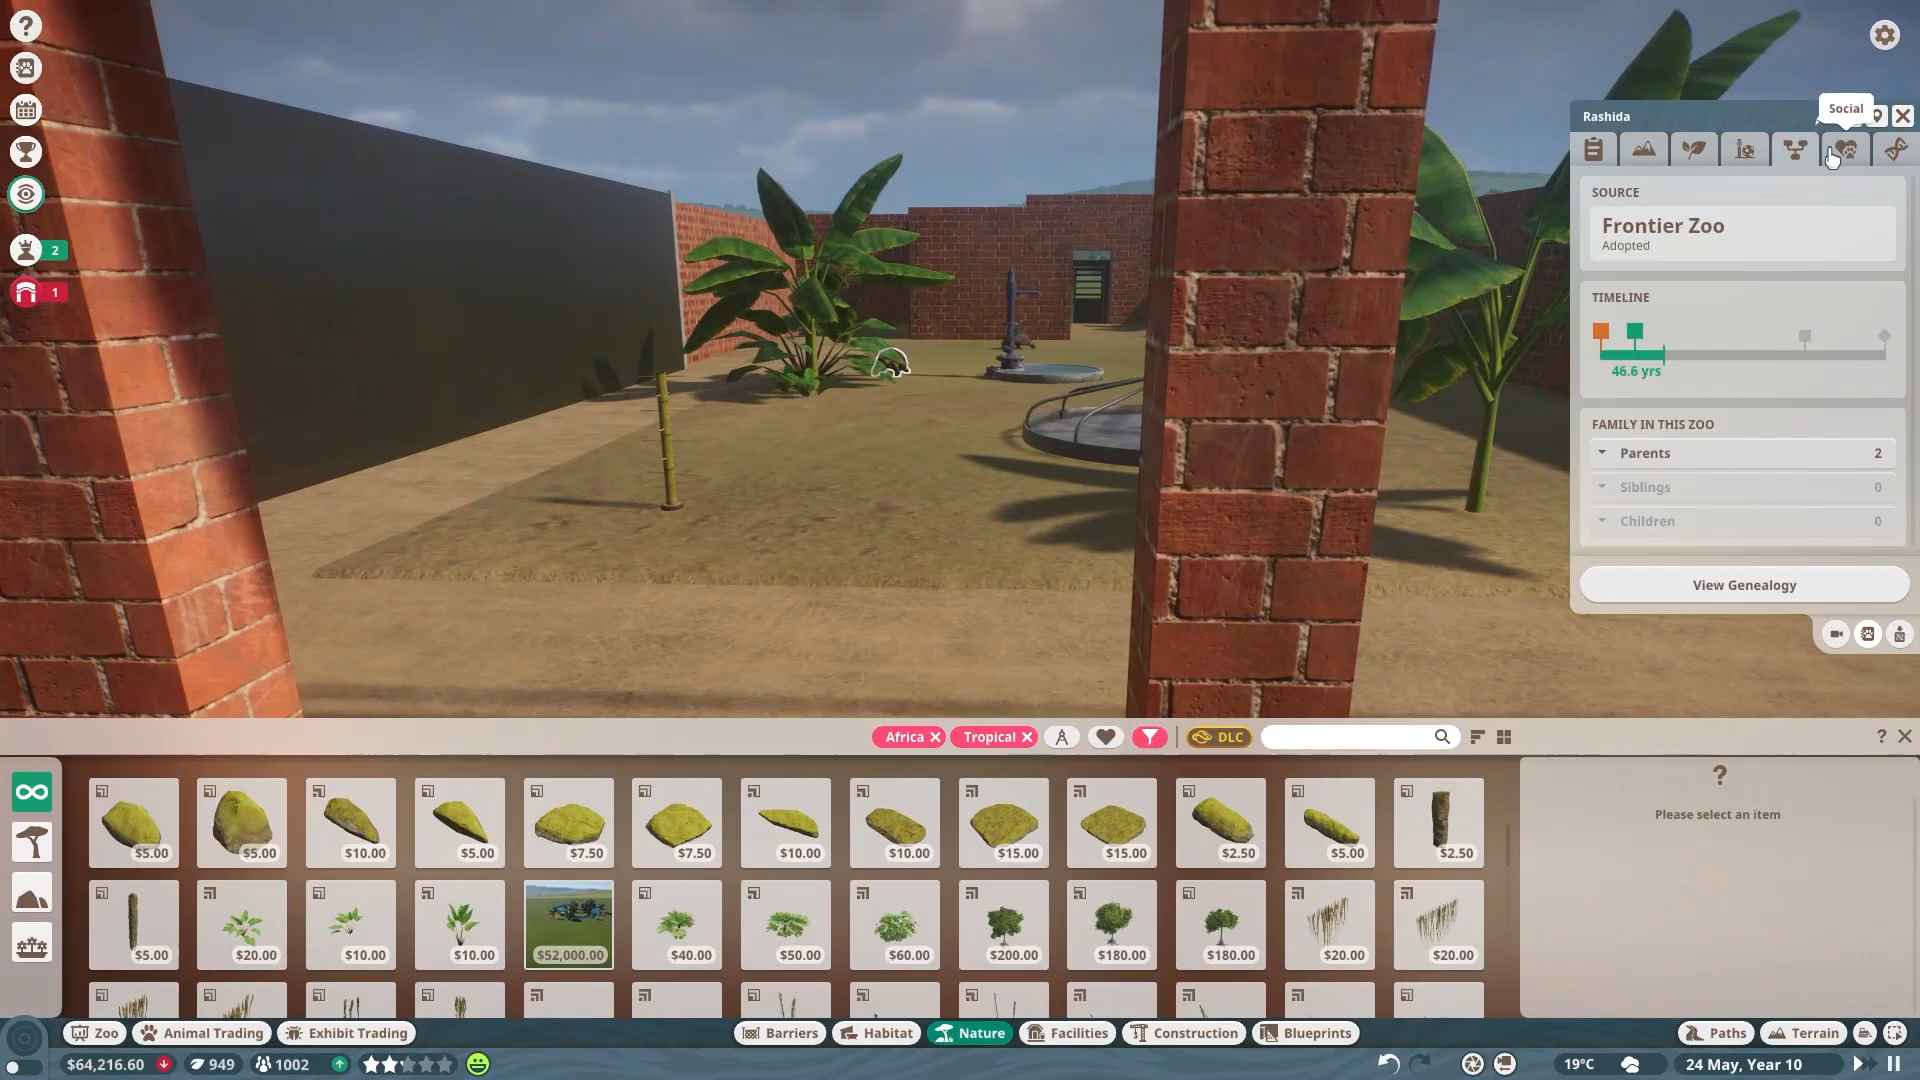 ?
Social
Rashida
SOURCE
Frontier Zoo
Adopted
TIMELINE
46.6 yrs
FAMILY IN THIS ZOO
Parents 2
Siblings 0
Children 0
View Genealogy
2
1
Africa Tropical DLC
?
?
Please select an item
$5.00 $5.00 $10.00 $5.00 $7.50 $7.50 $10.00 $10.00 $15.00 $15.00 $2.50 $5.00 $2.50
$5.00 $20.00 $10.00 $10.00 $52,000.00 $40.00 $50.00 $60.00 $200.00 $180.00 $180.00 $20.00 $20.00
Zoo Animal Trading Exhibit Trading Barriers Habitat Nature Facilities Construction Blueprints Paths Terrain
$64,216.60 949 1002 19°C 24 May, Year 10